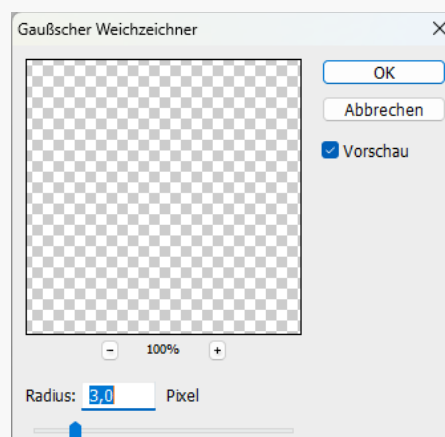 Gaußscher Weichzeichner
OK
Abbrechen
Vorschau
100%
Radius: 3,0 Pixel